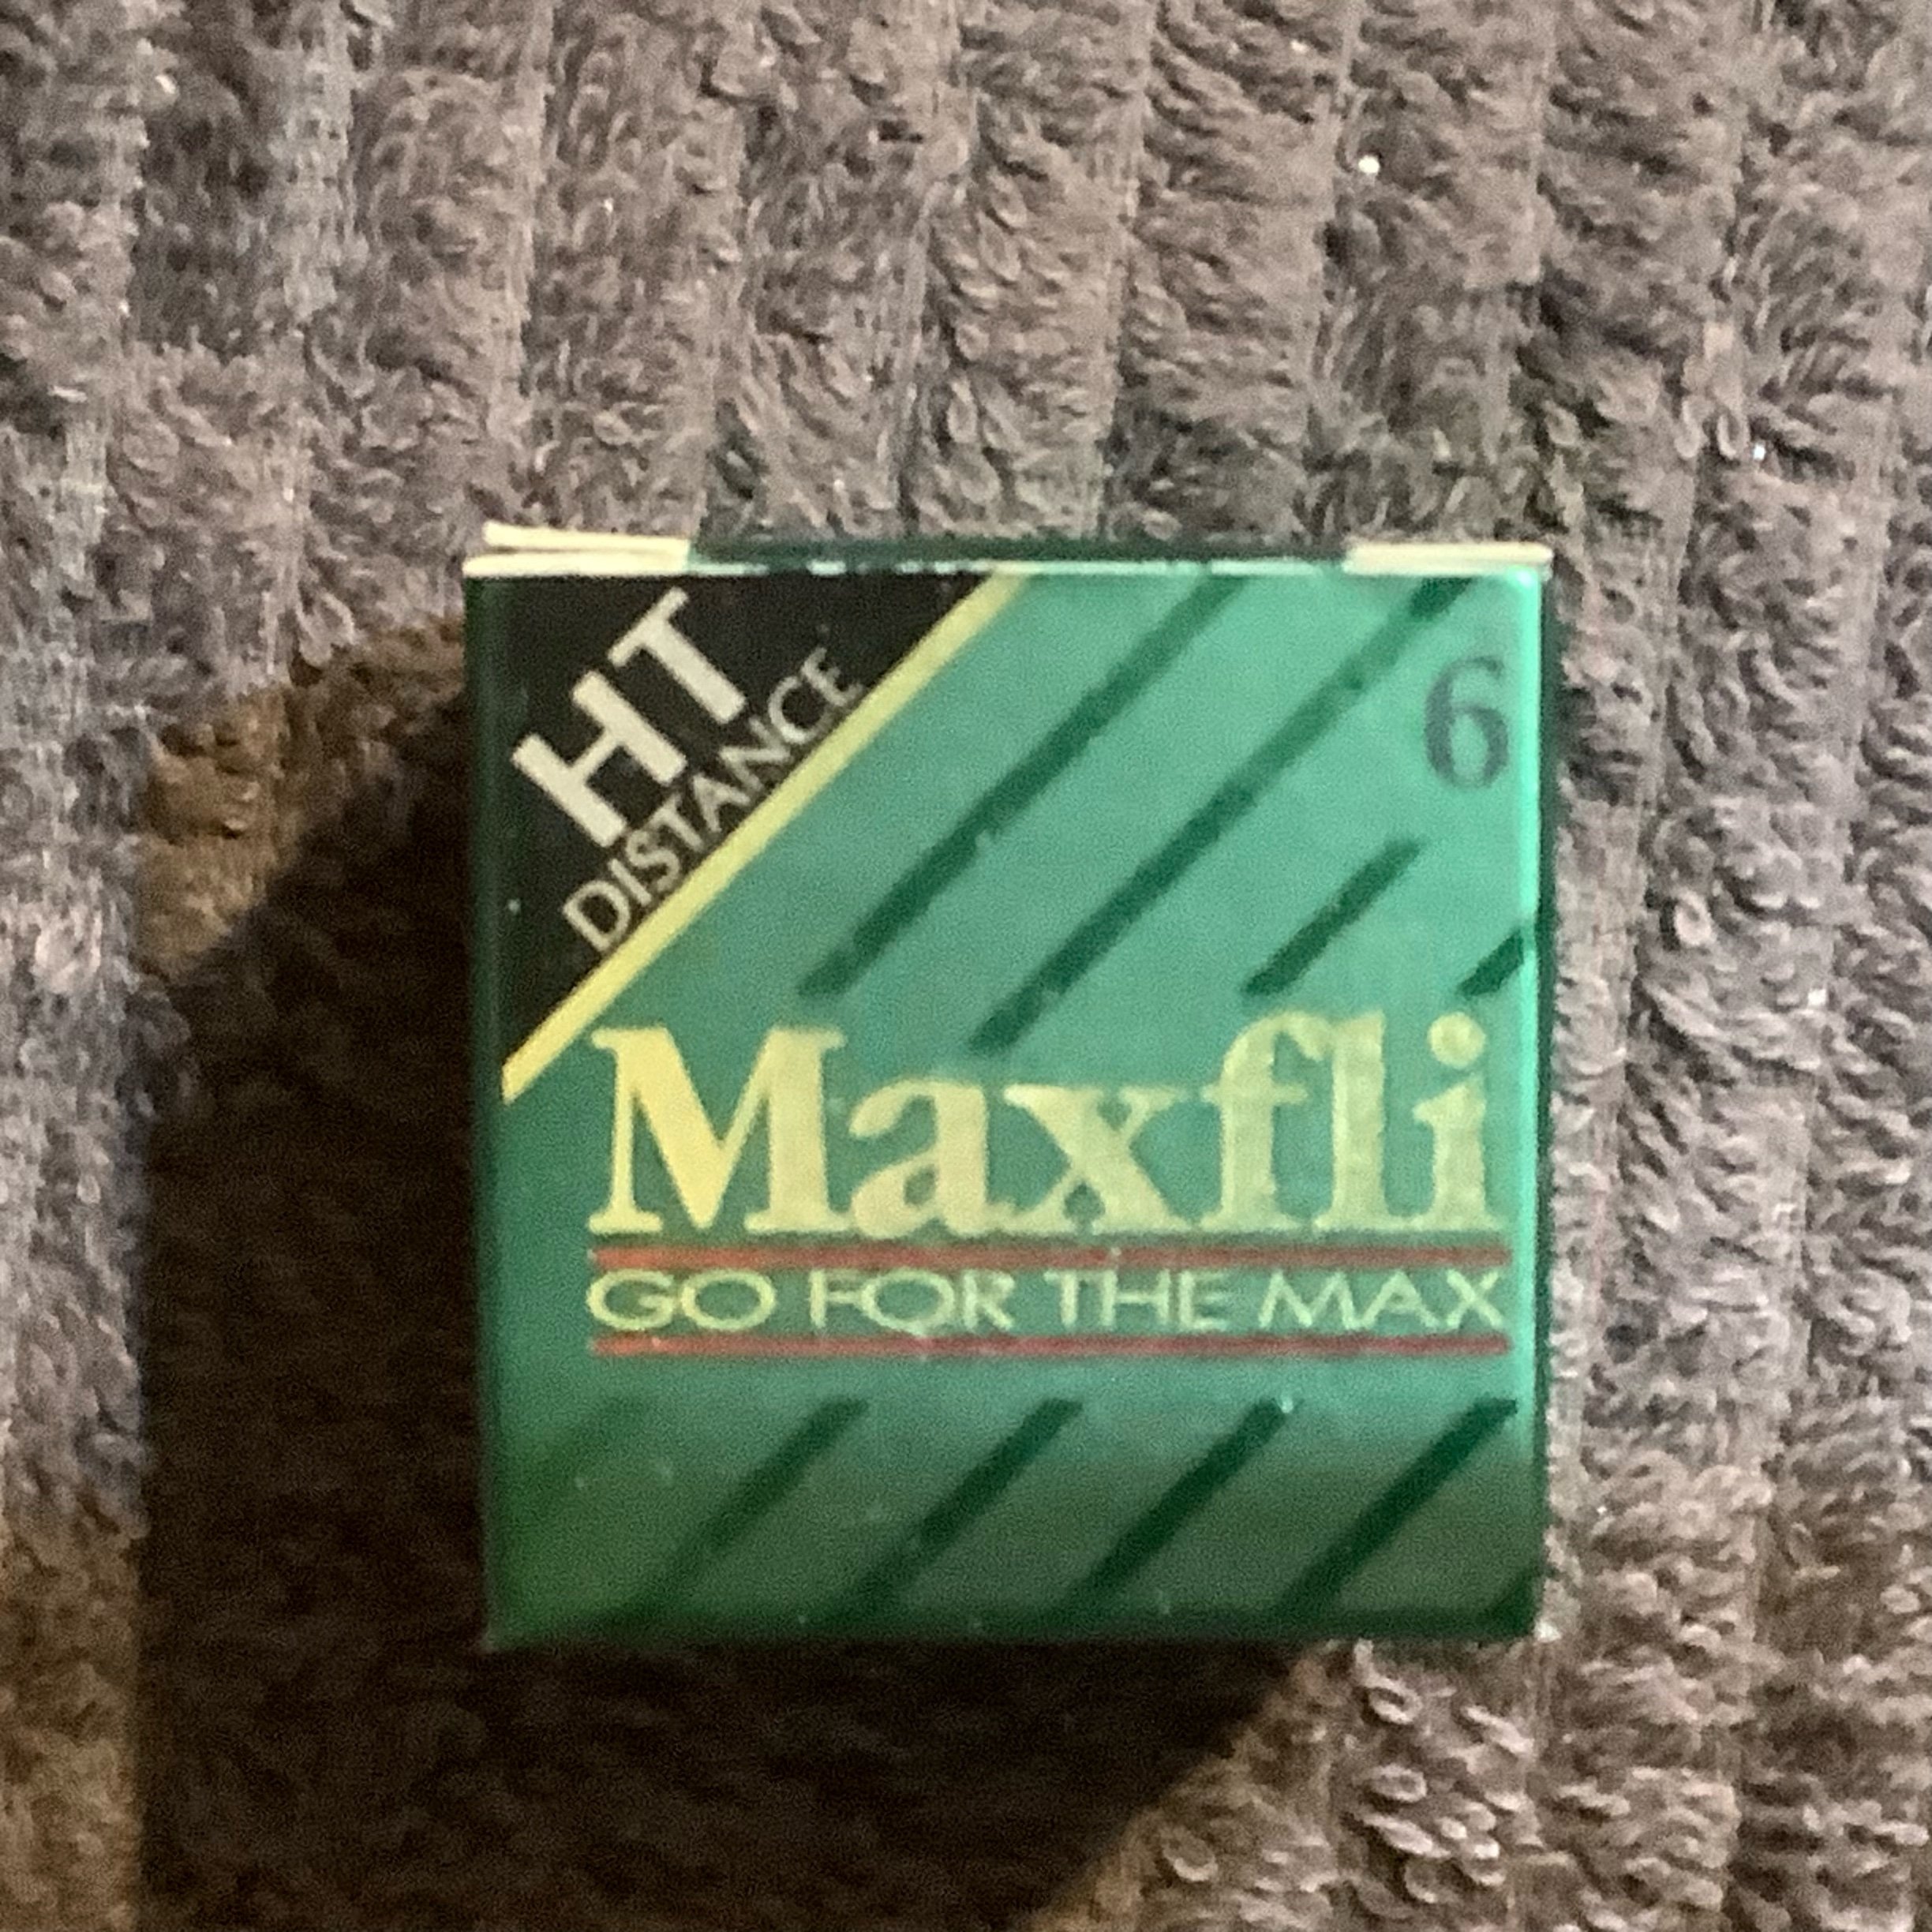 HT
DISTANCE
6
Maxfli
GO FOR THE MAX